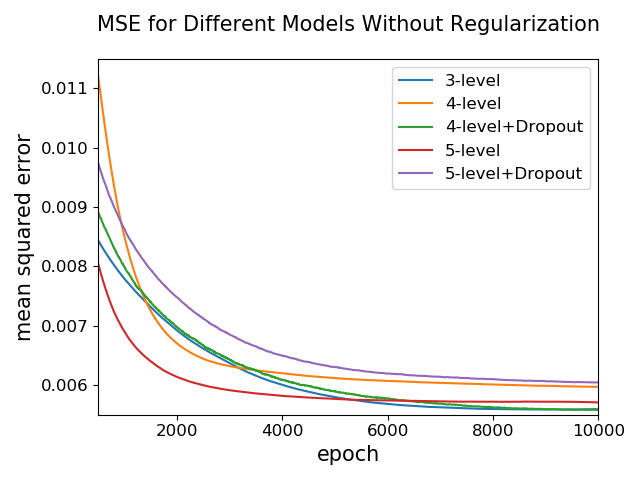 MSE for Different Models Without Regularization
mean squared error
0.011
0.010
0.009
0.008
0.007
0.006
3-level
4-level
4-level+Dropout
5-level
5-level+Dropout
2000 4000 6000 8000 10000
epoch